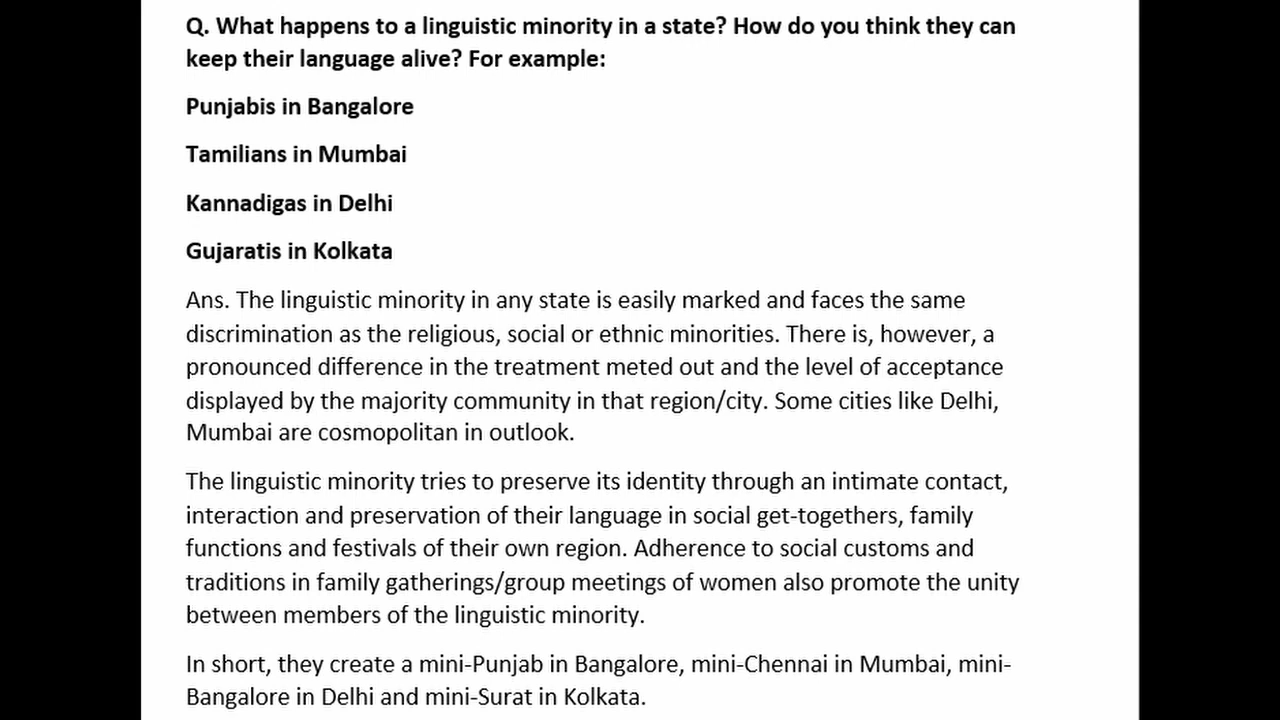 Q. What happens to a linguistic minority in a state? How do you think they can
keep their language alive? For example:
Punjabis in Bangalore
Tamilians in Mumbai
Kannadigas in Delhi
Gujaratis in Kolkata
Ans. The linguistic minority in any state is easily marked and faces the same
discrimination as the religious, social or ethnic minorities. There is, however, a
pronounced difference in the treatment meted out and the level of acceptance
displayed by the majority community in that region/city. Some cities like Delhi,
Mumbai are cosmopolitan in outlook.
The linguistic minority tries to preserve its identity through an intimate contact,
interaction and preservation of their language in social get-togethers, family
functions and festivals of their own region. Adherence to social customs and
traditions in family gatherings/group meetings of women also promote the unity
between members of the linguistic minority.
In short, they create a mini-Punjab in Bangalore, mini-Chennai in Mumbai, mini-
Bangalore in Delhi and mini-Surat in Kolkata.